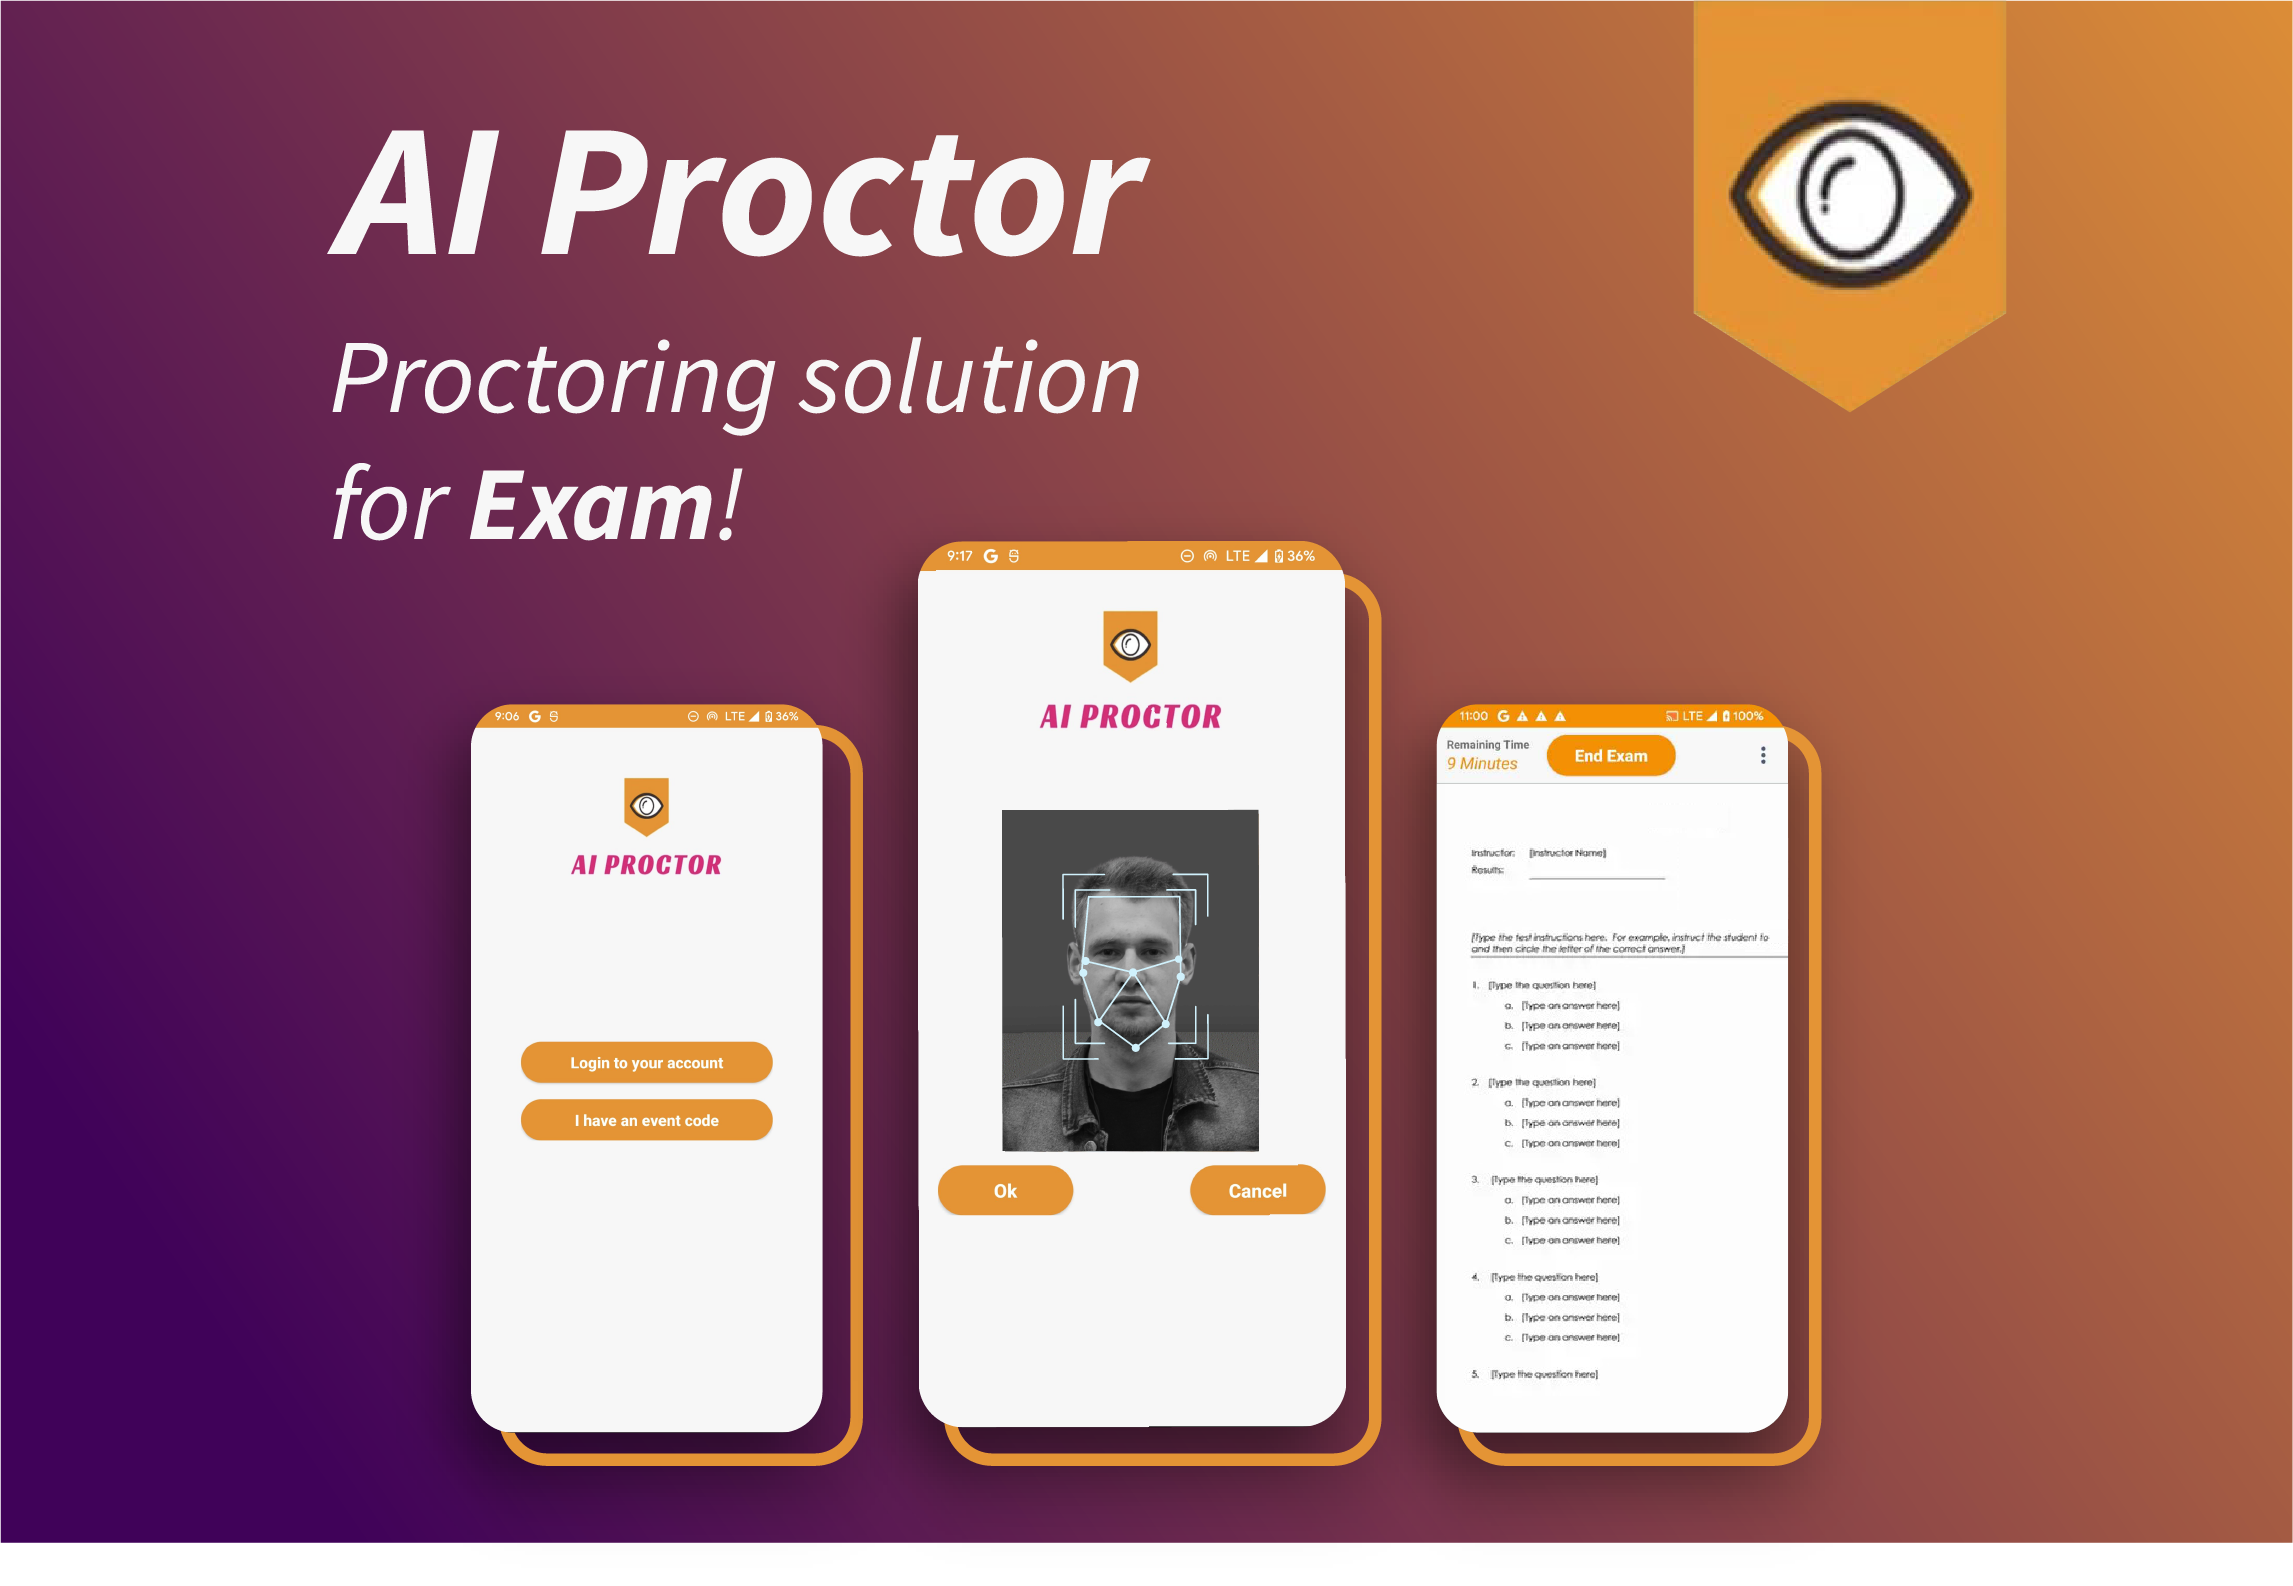 AI Proctor
Proctoring solution
for Exam!
9:06 G LTE 36%
AI PROCTOR
Login to your account
I have an event code
9:17 G LTE 36%
AI PROCTOR
Ok
Cancel
11:00 G LTE 100%
Remaining Time
9 Minutes
End Exam
Instructor: [Instructor Name]
Results:
[Type the test instructions here. For example, instruct the student to
and then circle the letter of the correct answer.]
1. [Type the question here]
a. [Type an answer here]
b. [Type an answer here]
c. [Type an answer here]
2. [Type the question here]
a. [Type an answer here]
b. [Type an answer here]
c. [Type an answer here]
3. [Type the question here]
a. [Type an answer here]
b. [Type an answer here]
c. [Type an answer here]
4. [Type the question here]
a. [Type an answer here]
b. [Type an answer here]
c. [Type an answer here]
5. [Type the question here]